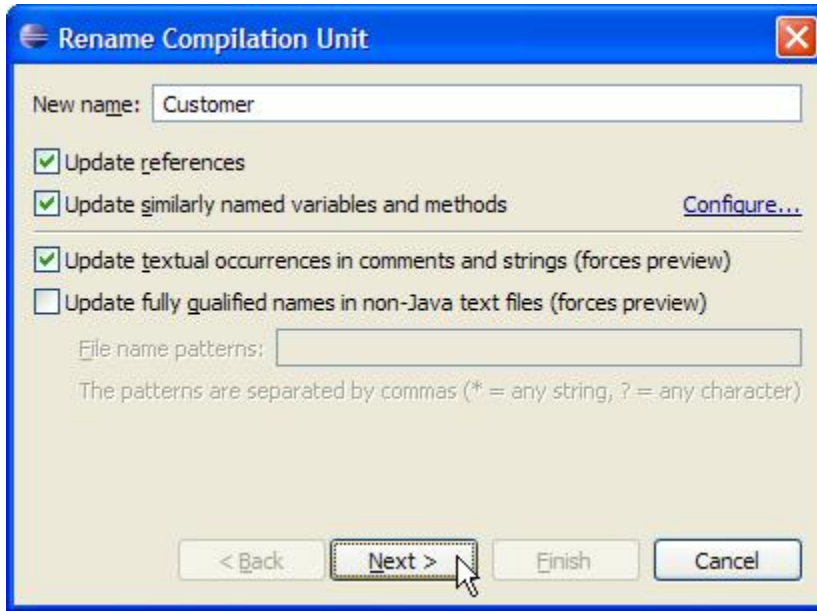 Rename Compilation Unit
New name: Customer
Update references
Update similarly named variables and methods Configure...
Update textual occurrences in comments and strings (forces preview)
Update fully qualified names in non-Java text files (forces preview)
File name patterns:
The patterns are separated by commas (* = any string, ? = any character)
< Back Next > Finish Cancel